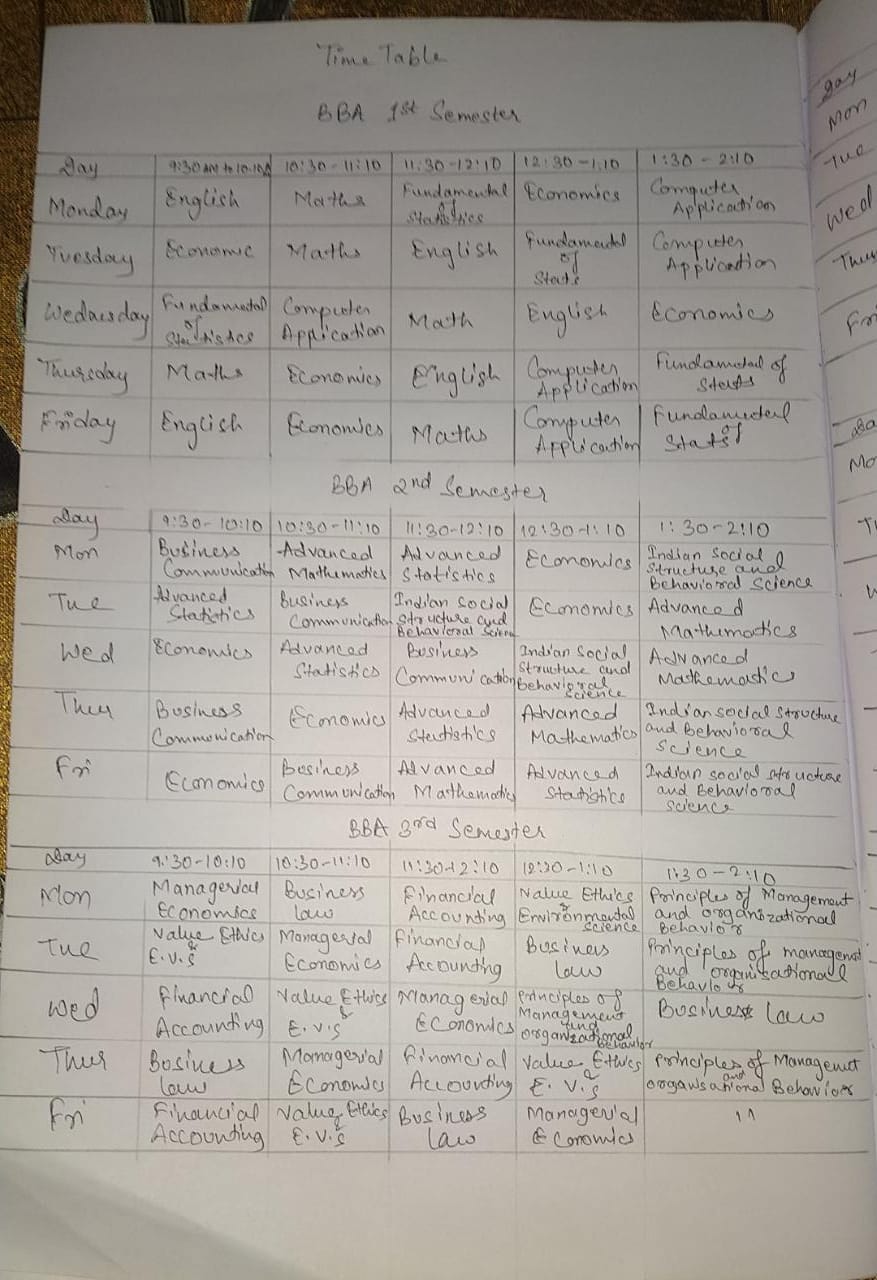 Time Table
BBA 1st Semester
Day 9:30 AM to 10:10 10:30 - 11:10 11:30 - 12:10 12:30 - 1:10 1:30 - 2:10
Monday English Maths Fundamental of Statistics Economics Computer Application
Tuesday Economic Maths English Fundamental of Stats Computer Application
Wednesday Fundamental of Statistics Computer Application Math English Economics
Thursday Maths Economics English Computer Application Fundamental of Stats
Friday English Economics Maths Computer Application Fundamental of Stats
BBA 2nd Semester
Day 9:30 - 10:10 10:30 - 11:10 11:30 - 12:10 12:30 - 1:10 1:30 - 2:10
Mon Business Communication Advanced Mathematics Advanced Statistics Economics Indian Social Structure and Behavioral Science
Tue Advanced Statistics Business Communication Indian Social Structure and Behavioral Science Economics Advanced Mathematics
Wed Economics Advanced Statistics Business Communication Indian Social Structure and Behavioral Science Advanced Mathemastic
Thu Business Communication Economics Advanced Statistics Advanced Mathematics Indian social structure and Behavioral Science
Fri Economics Business Communication Advanced Mathematics Advanced Statistics Indian social structure and Behavioral science
BBA 3rd Semester
Day 9:30 - 10:10 10:30 - 11:10 11:30 - 12:10 12:30 - 1:10 1:30 - 2:10
Mon Managerial Economics Business law Financial Accounting Value Ethics & Environmental Science Principles of Management and organizational Behavior
Tue Value Ethics & E.V.S Managerial Economics Financial Accounting Business law Principles of management and organisational Behavior
Wed Financial Accounting Value Ethics & E.V.S Managerial Economics Principles of Management and organizational behavior Business law
Thur Business law Managerial Economics Financial Accounting Value Ethics & E.V.S Principles of Management and organisational Behavior
Fri Financial Accounting Value Ethics & E.V.S Business law Managerial Economics 11
day
Mon
Tue
Wed
Thu
Fri
Mo